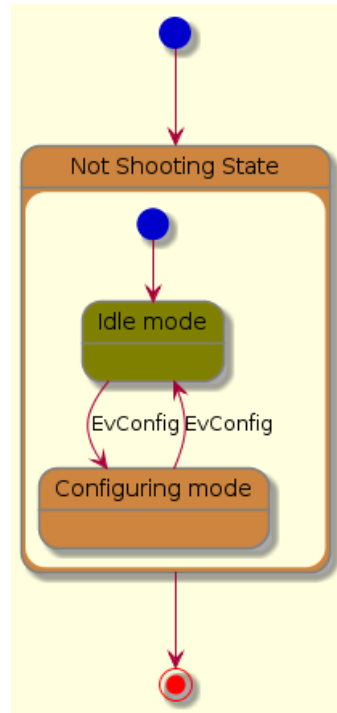 Not Shooting State
Idle mode
EvConfig EvConfig
Configuring mode